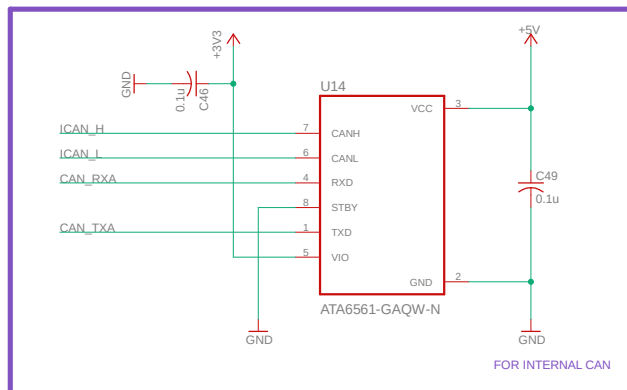 +3V3
+5V
GND
0.1u
C46
U14
VCC
3
ICAN_H
7
CANH
ICAN_L
6
CANL
CAN_RXA
4
RXD
C49
0.1u
8
STBY
CAN_TXA
1
TXD
5
VIO
GND
2
ATA6561-GAQW-N
GND
GND
FOR INTERNAL CAN